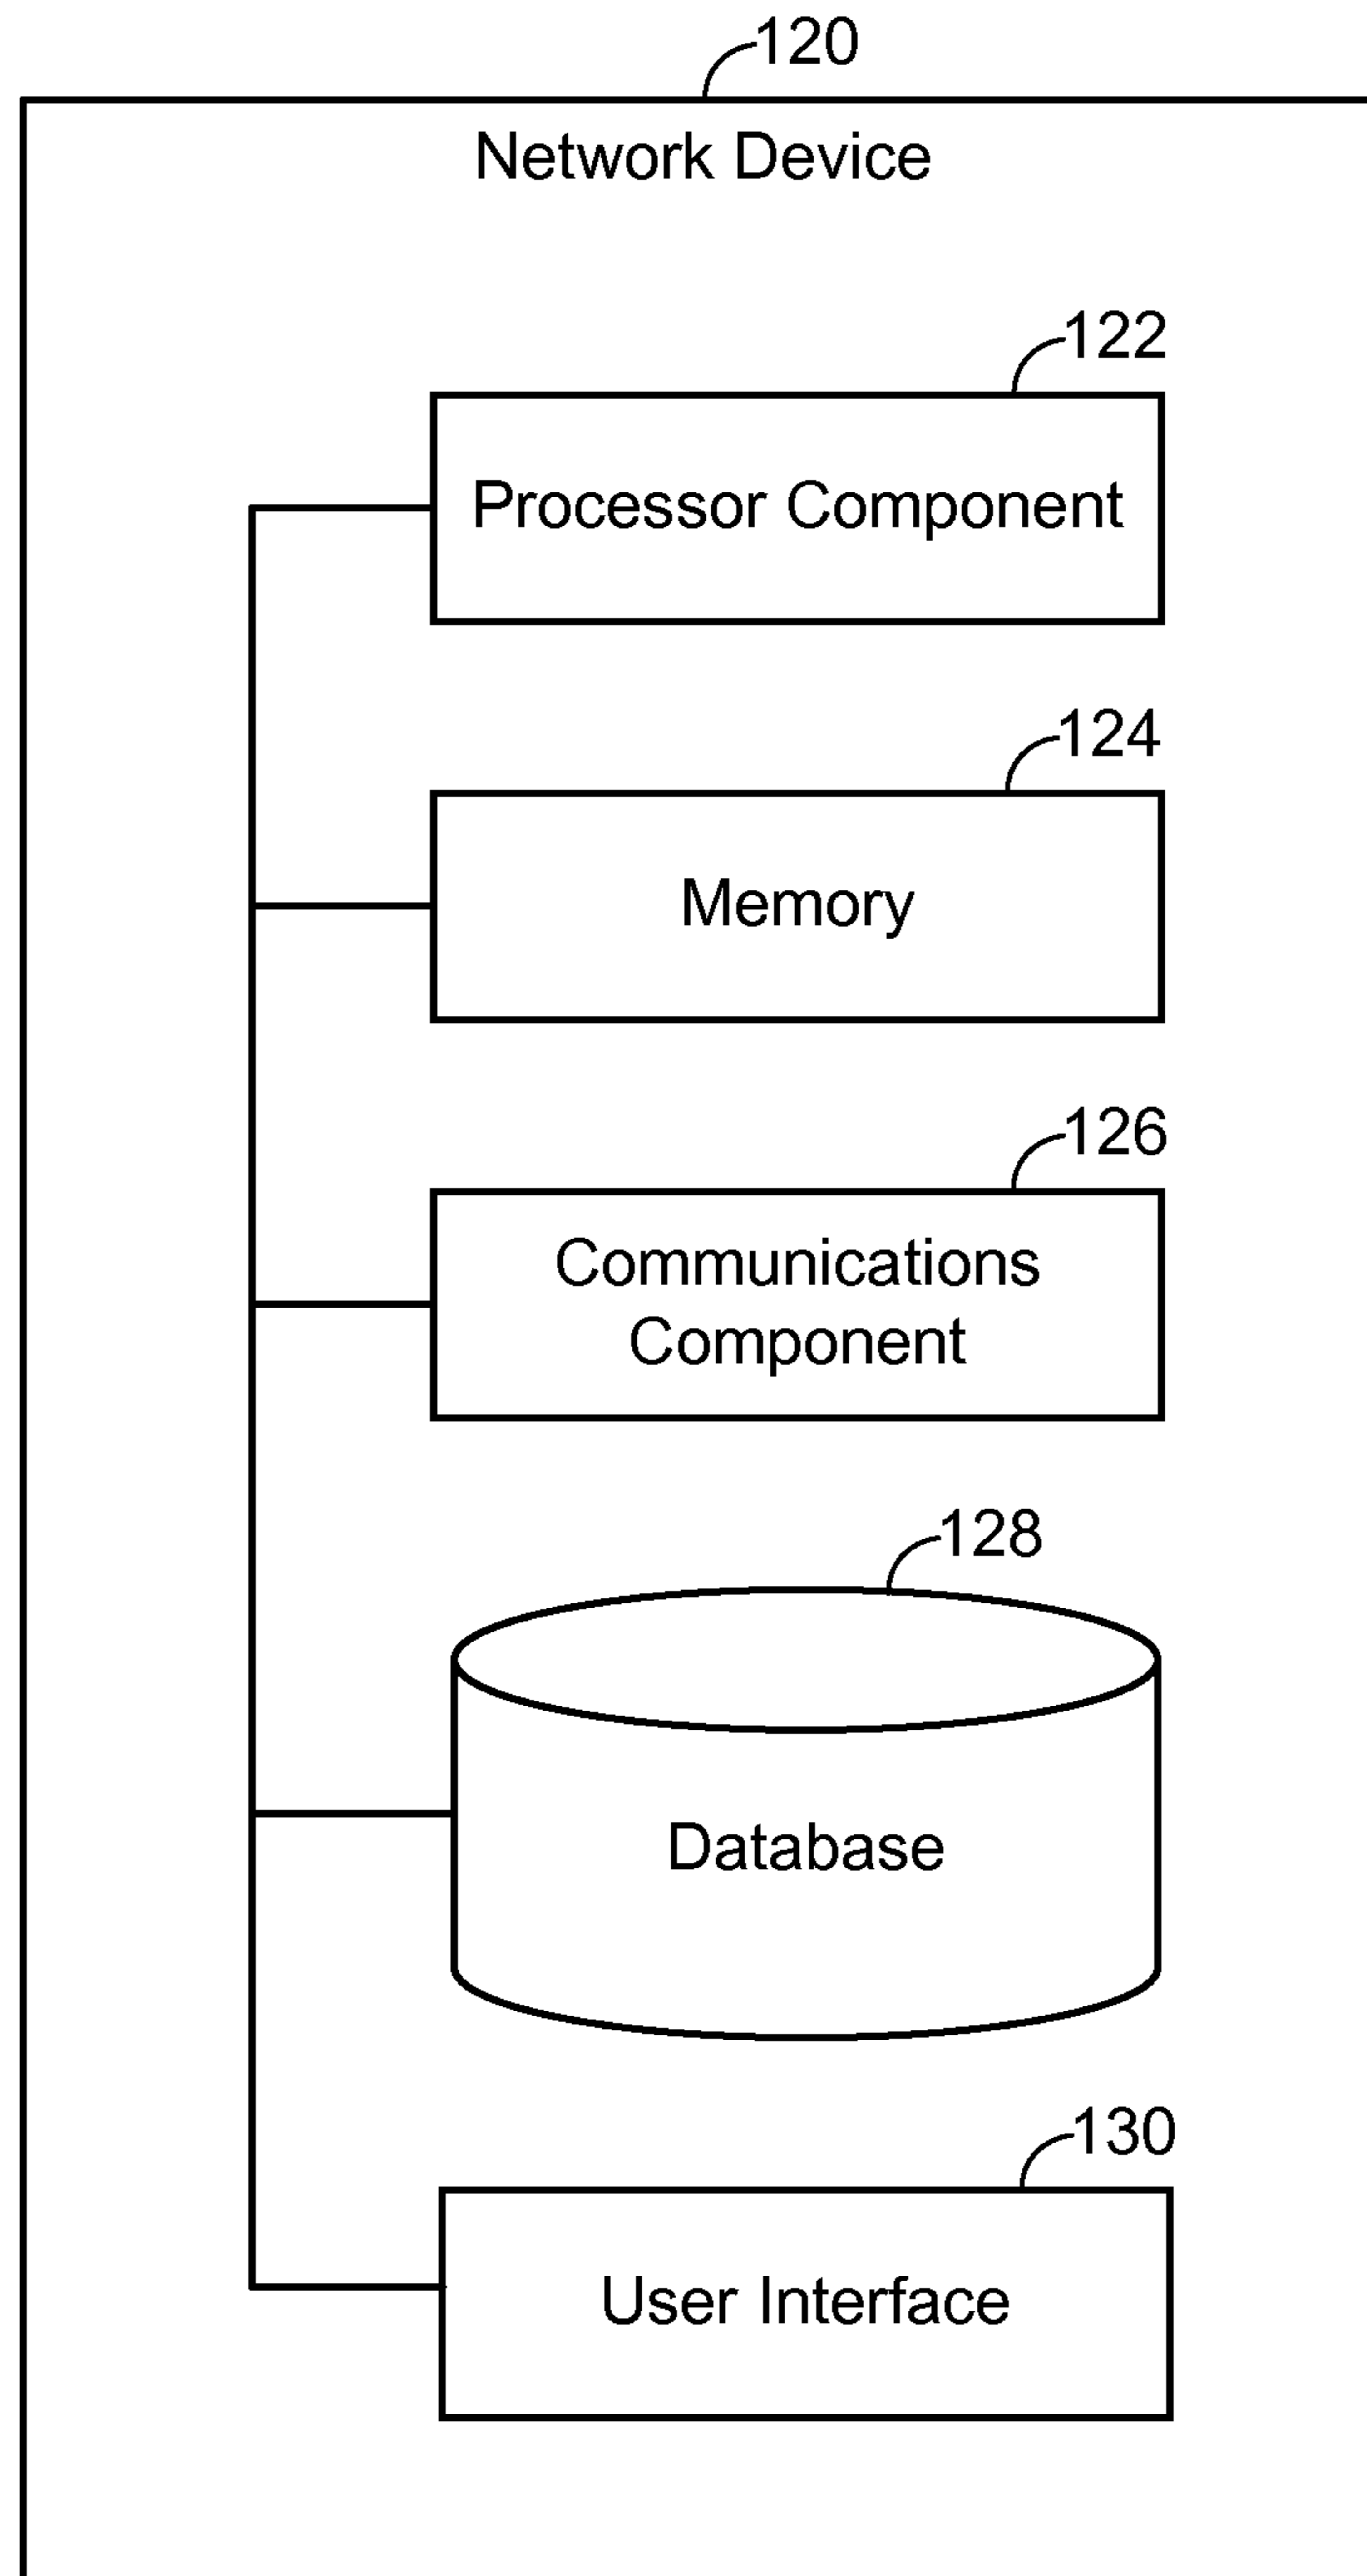 120
Network Device
122
Processor Component
124
Memory
126
Communications
Component
128
Database
130
User Interface